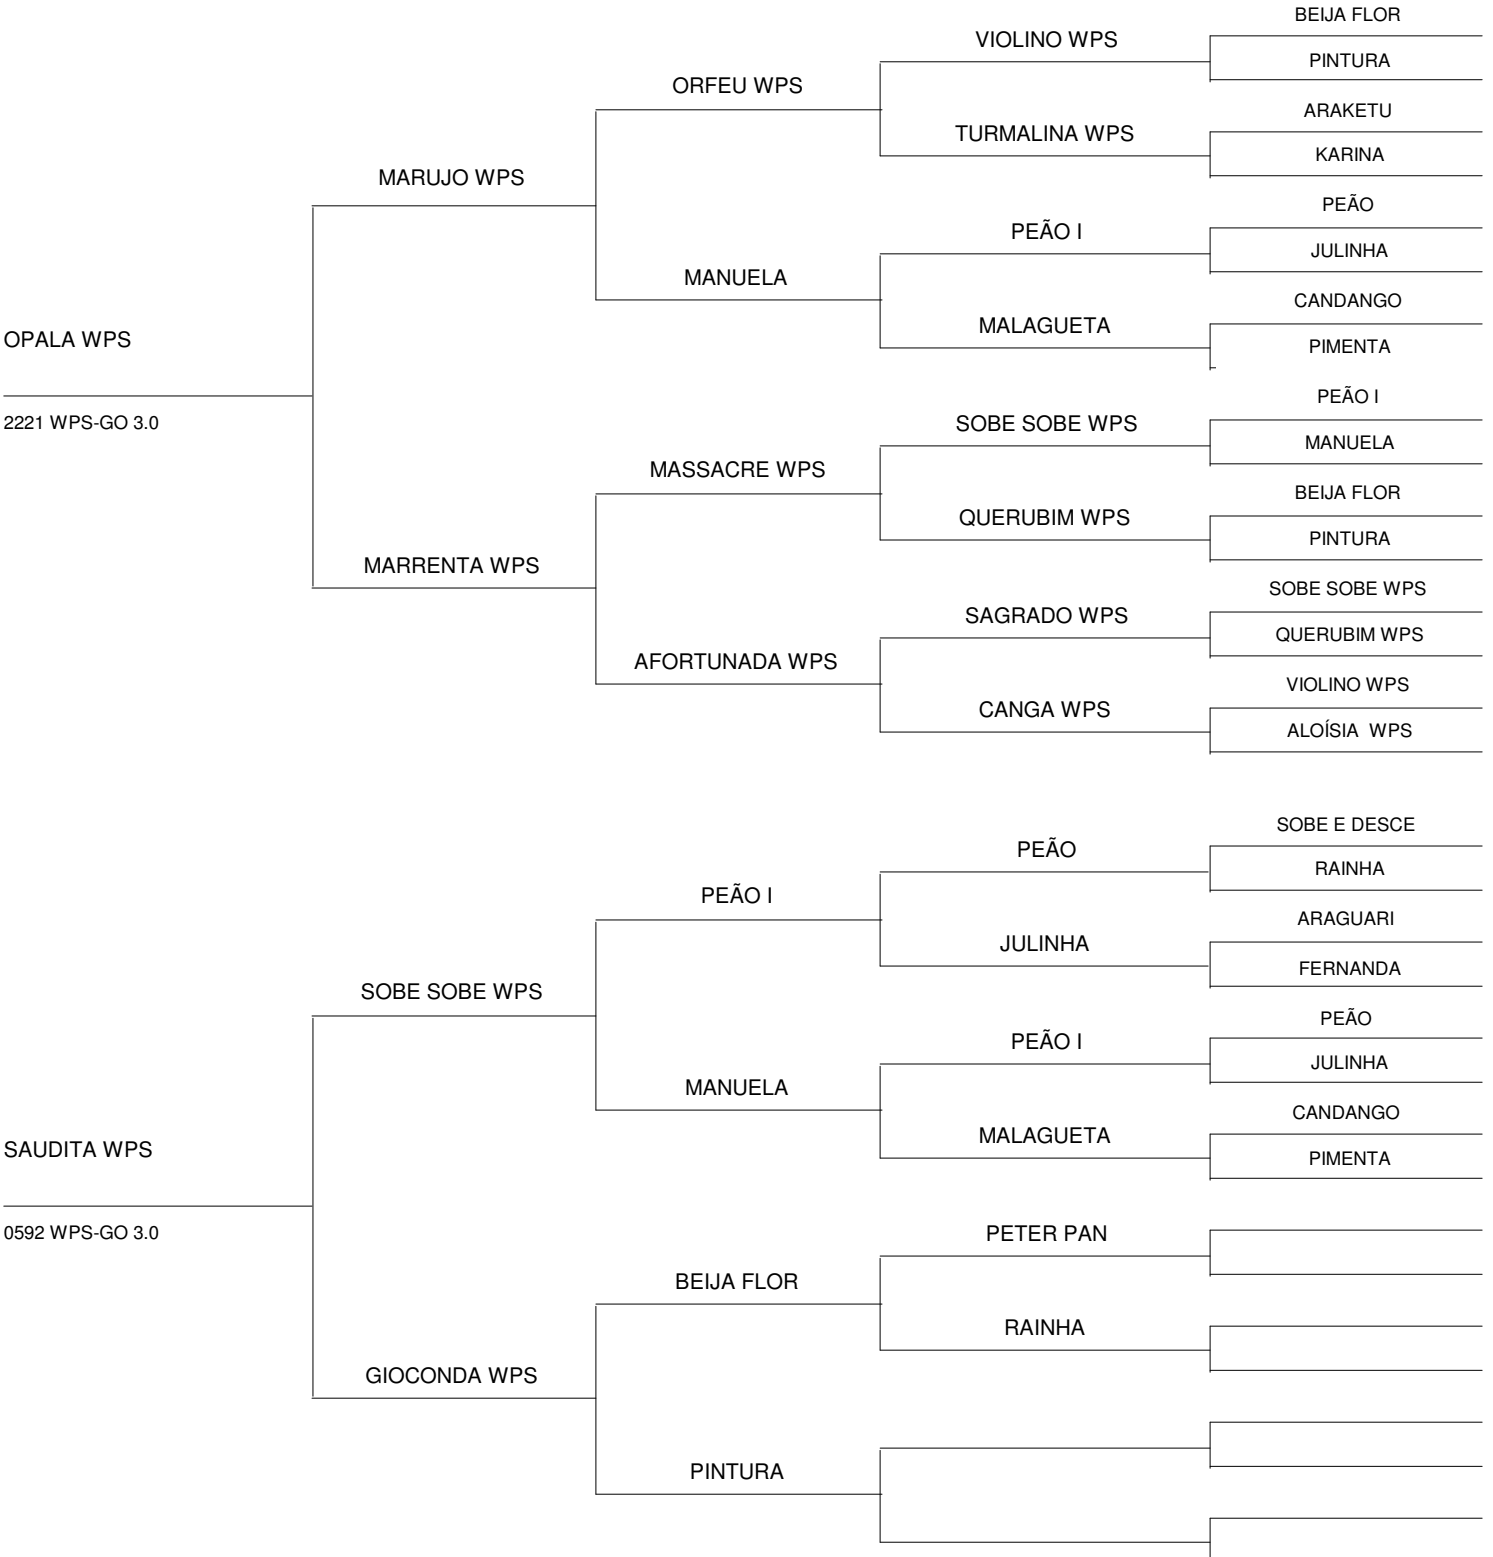 BEIJA FLOR
VIOLINO WPS
PINTURA
ORFEU WPS
ARAKETU
TURMALINA WPS
KARINA
MARUJO WPS
PEÃO
PEÃO I
JULINHA
MANUELA
CANDANGO
MALAGUETA
OPALA WPS
PIMENTA
PEÃO I
2221 WPS-GO 3.0
SOBE SOBE WPS
MANUELA
MASSACRE WPS
BEIJA FLOR
QUERUBIM WPS
PINTURA
MARRENTA WPS
SOBE SOBE WPS
SAGRADO WPS
QUERUBIM WPS
AFORTUNADA WPS
VIOLINO WPS
CANGA WPS
ALOÍSIA  WPS
SOBE E DESCE
PEÃO
RAINHA
PEÃO I
ARAGUARI
JULINHA
FERNANDA
SOBE SOBE WPS
PEÃO
PEÃO I
JULINHA
MANUELA
CANDANGO
MALAGUETA
SAUDITA WPS
PIMENTA
0592 WPS-GO 3.0
PETER PAN
BEIJA FLOR
RAINHA
GIOCONDA WPS
PINTURA